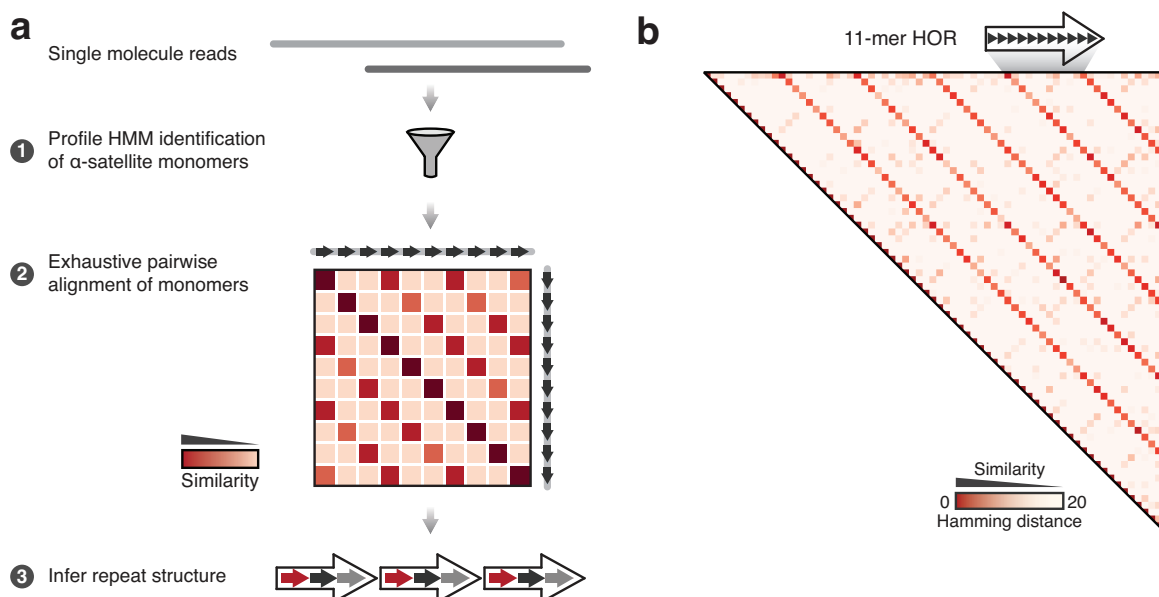 a
Single molecule reads
1 Profile HMM identification
of α-satellite monomers
2 Exhaustive pairwise
alignment of monomers
Similarity
3 Infer repeat structure
b
11-mer HOR
Similarity
0 20
Hamming distance